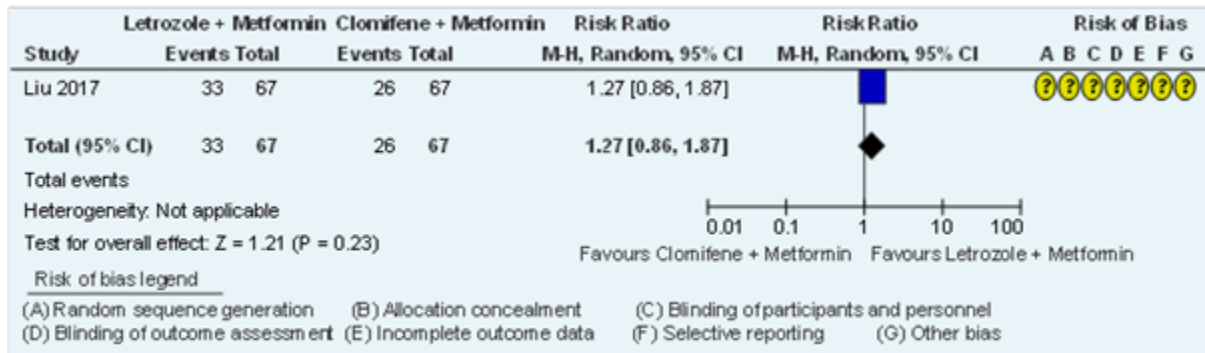 Letrozole + Metformin Clomifene + Metformin Risk Ratio Risk Ratio Risk of Bias
Study Events Total Events Total M-H, Random, 95% CI M-H, Random, 95% CI A B C D E F G
Liu 2017 33 67 26 67 1.27 [0.86, 1.87] ? ? ? ? ? ? ?
Total (95% CI) 33 67 26 67 1.27 [0.86, 1.87]
Total events
Heterogeneity: Not applicable
Test for overall effect: Z = 1.21 (P = 0.23)
0.01 0.1 1 10 100
Favours Clomifene + Metformin Favours Letrozole + Metformin
Risk of bias legend
(A) Random sequence generation (B) Allocation concealment (C) Blinding of participants and personnel
(D) Blinding of outcome assessment (E) Incomplete outcome data (F) Selective reporting (G) Other bias